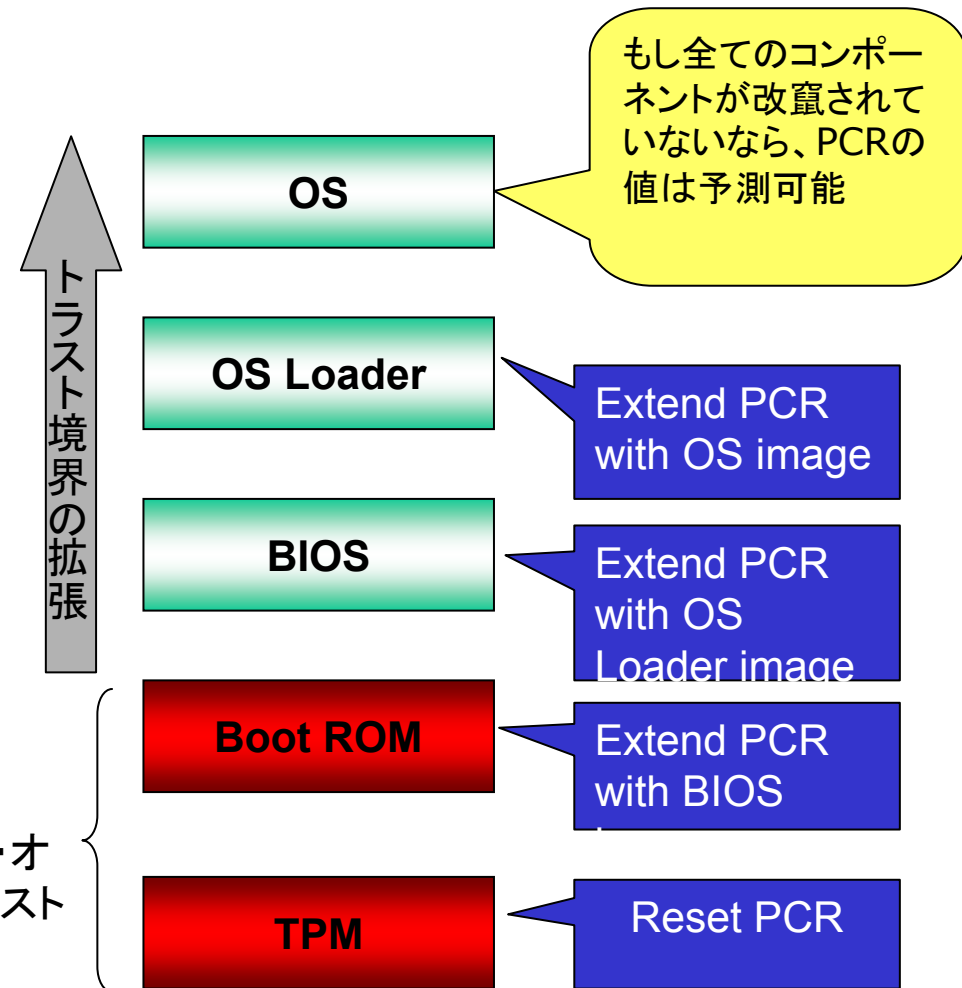 もし全てのコンポー
ネントが改竄されて
いないなら、PCRの
値は予測可能
OS
トラスト境界の拡張
OS Loader
Extend PCR
with OS image
BIOS
Extend PCR
with OS
Loader image
Boot ROM
Extend PCR
with BIOS
・オ
スト
TPM
Reset PCR